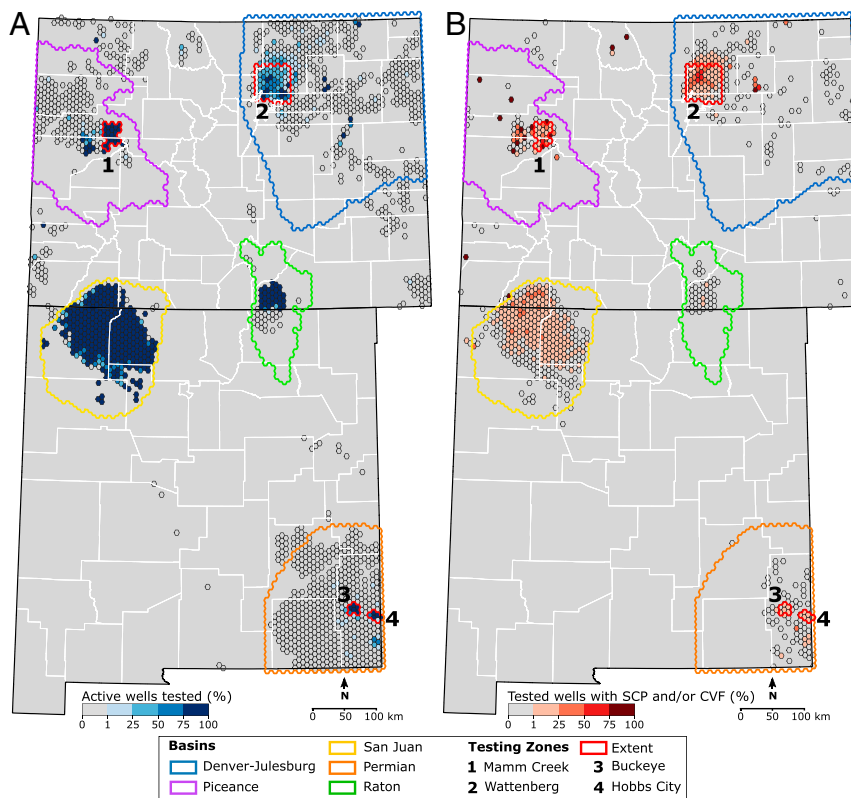 A
B
2
2
1
1
3
4
3
4
N
N
Active wells tested (%)
0 1 25 50 75 100
0 50 100 km
Tested wells with SCP and/or CVF (%)
0 1 25 50 75 100
0 50 100 km
Basins
Denver-Julesburg
Piceance
San Juan
Permian
Raton
Testing Zones
1 Mamm Creek
2 Wattenberg
Extent
3 Buckeye
4 Hobbs City